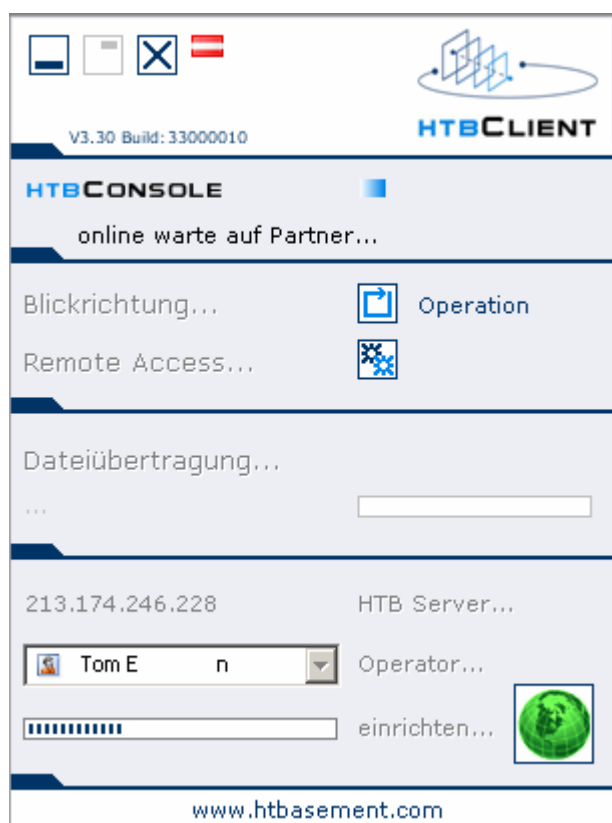 V3.30 Build:33000010
HTBCLIENT
HTBCONSOLE
online warte auf Partner...
Blickrichtung...
Operation
Remote Access...
Dateiübertragung...
...
213.174.246.228
HTB Server...
Tom E n
Operator...
einrichten...
www.htbasement.com